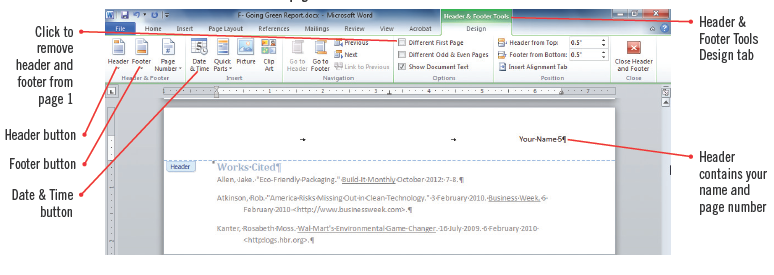 Click to
remove
header and
footer from
page 1
Header button
Footer button
Date & Time
button
F- Going Green Report.docx - Microsoft Word
Header & Footer Tools
File Home Insert Page Layout References Mailings Review View Acrobat Design
Header Footer Page
Number
Header & Footer
Date
& Time Quick
Parts Picture Clip
Art
Insert
Go to
Header Go to
Footer
Previous
Next
Link to Previous
Navigation
Different First Page
Different Odd & Even Pages
Show Document Text
Options
Header from Top: 0.5"
Footer from Bottom: 0.5"
Insert Alignment Tab
Position
Close Header
and Footer
Close
Header &
Footer Tools
Design tab
Your·Name·5¶
Header
Works·Cited¶
Allen, Jake.·"Eco-Friendly·Packaging."·Build-It-Monthly·October·2012:·7-8.¶
Atkinson,·Rob.·"America·Risks·Missing·Out·in·Clean·Technology."·3·February·2010.·Business·Week.·6·
February·2010·<http://www.businessweek.com>.¶
Kanter,·Rosabeth·Moss.·Wal-Mart's·Environmental·Game·Changer.·16·July·2009.·6·February·2010·
<http:blogs.hbr.org>.¶
Header
contains your
name and
page number